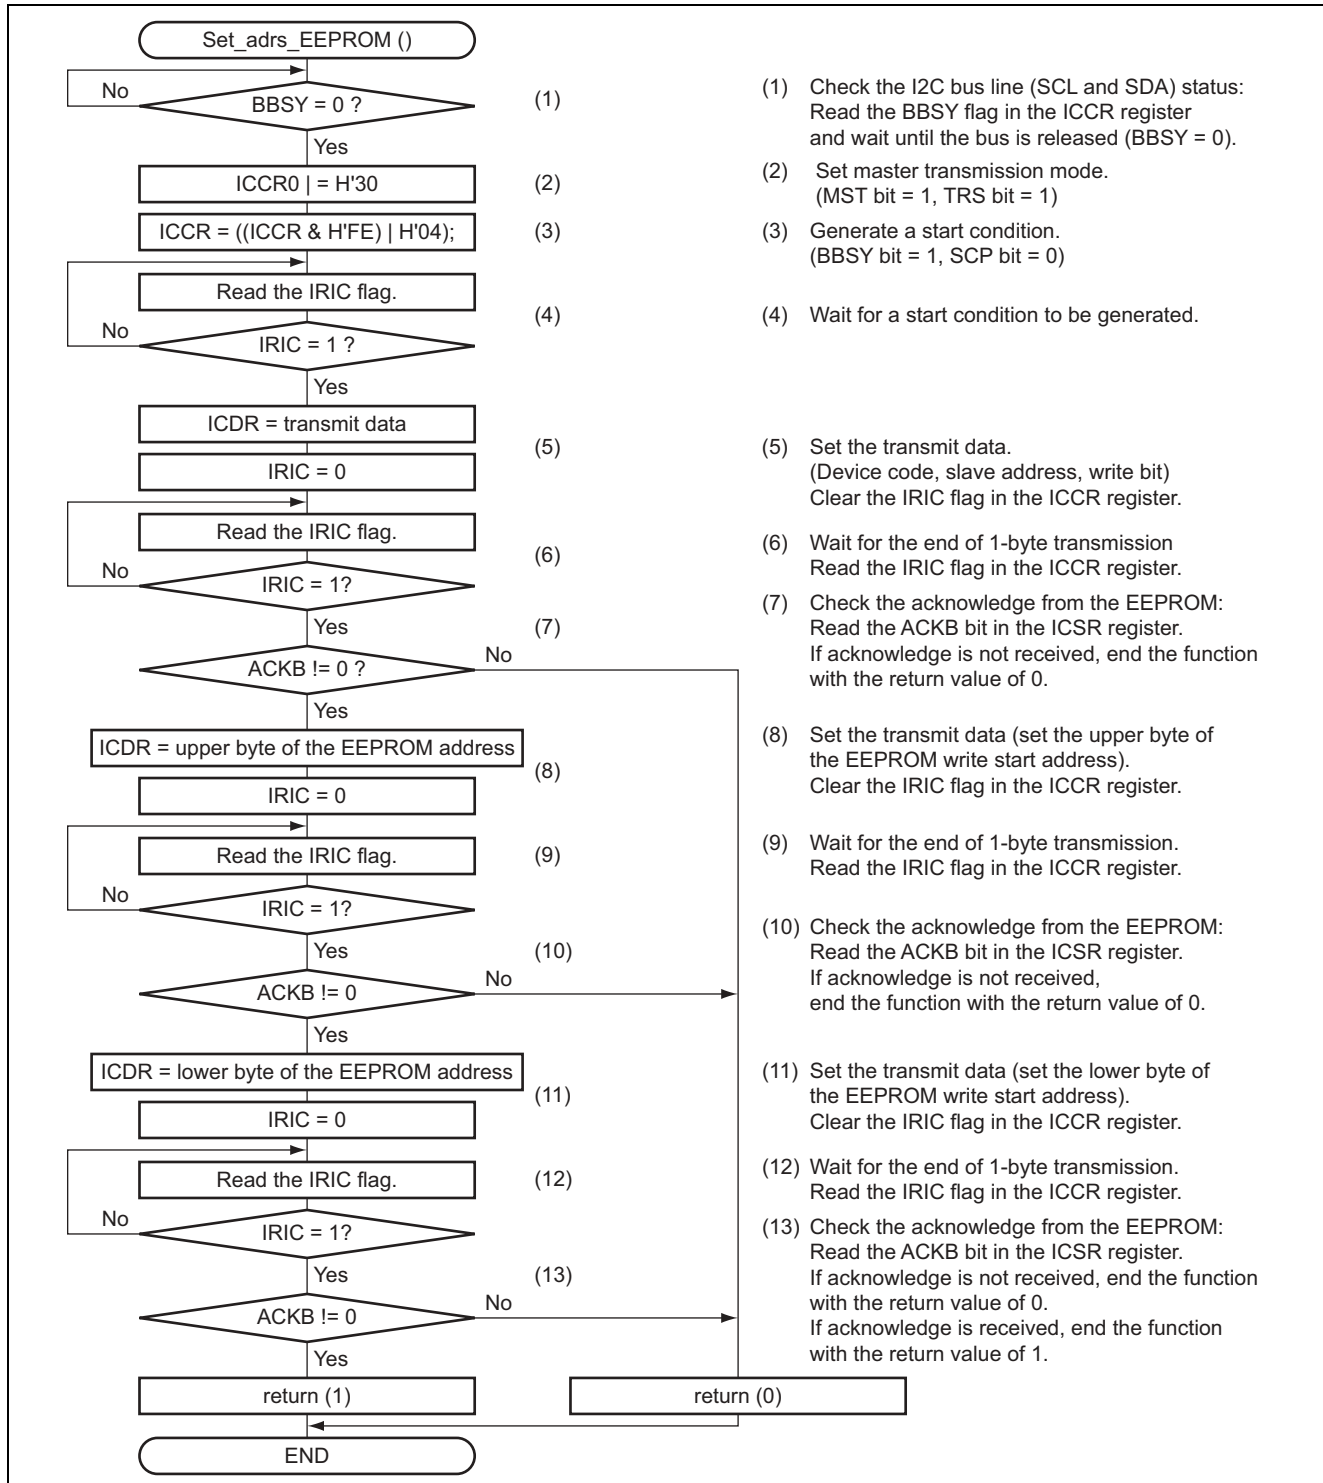 Set_adrs_EEPROM ()
No
BBSY = 0 ?
(1)
Yes
ICCR0 | = H'30
(2)
ICCR = ((ICCR & H'FE) | H'04);
(3)
Read the IRIC flag.
(4)
No
IRIC = 1 ?
Yes
ICDR = transmit data
(5)
IRIC = 0
Read the IRIC flag.
(6)
No
IRIC = 1?
Yes
(7)
ACKB != 0 ?
No
Yes
ICDR = upper byte of the EEPROM address
(8)
IRIC = 0
Read the IRIC flag.
(9)
No
IRIC = 1?
Yes
(10)
ACKB != 0
No
Yes
ICDR = lower byte of the EEPROM address
(11)
IRIC = 0
Read the IRIC flag.
(12)
No
IRIC = 1?
Yes
(13)
ACKB != 0
No
Yes
return (1)
return (0)
END
(1) Check the I2C bus line (SCL and SDA) status:
Read the BBSY flag in the ICCR register
and wait until the bus is released (BBSY = 0).
(2) Set master transmission mode.
(MST bit = 1, TRS bit = 1)
(3) Generate a start condition.
(BBSY bit = 1, SCP bit = 0)
(4) Wait for a start condition to be generated.
(5) Set the transmit data.
(Device code, slave address, write bit)
Clear the IRIC flag in the ICCR register.
(6) Wait for the end of 1-byte transmission
Read the IRIC flag in the ICCR register.
(7) Check the acknowledge from the EEPROM:
Read the ACKB bit in the ICSR register.
If acknowledge is not received, end the function
with the return value of 0.
(8) Set the transmit data (set the upper byte of
the EEPROM write start address).
Clear the IRIC flag in the ICCR register.
(9) Wait for the end of 1-byte transmission.
Read the IRIC flag in the ICCR register.
(10) Check the acknowledge from the EEPROM:
Read the ACKB bit in the ICSR register.
If acknowledge is not received,
end the function with the return value of 0.
(11) Set the transmit data (set the lower byte of
the EEPROM write start address).
Clear the IRIC flag in the ICCR register.
(12) Wait for the end of 1-byte transmission.
Read the IRIC flag in the ICCR register.
(13) Check the acknowledge from the EEPROM:
Read the ACKB bit in the ICSR register.
If acknowledge is not received, end the function
with the return value of 0.
If acknowledge is received, end the function
with the return value of 1.